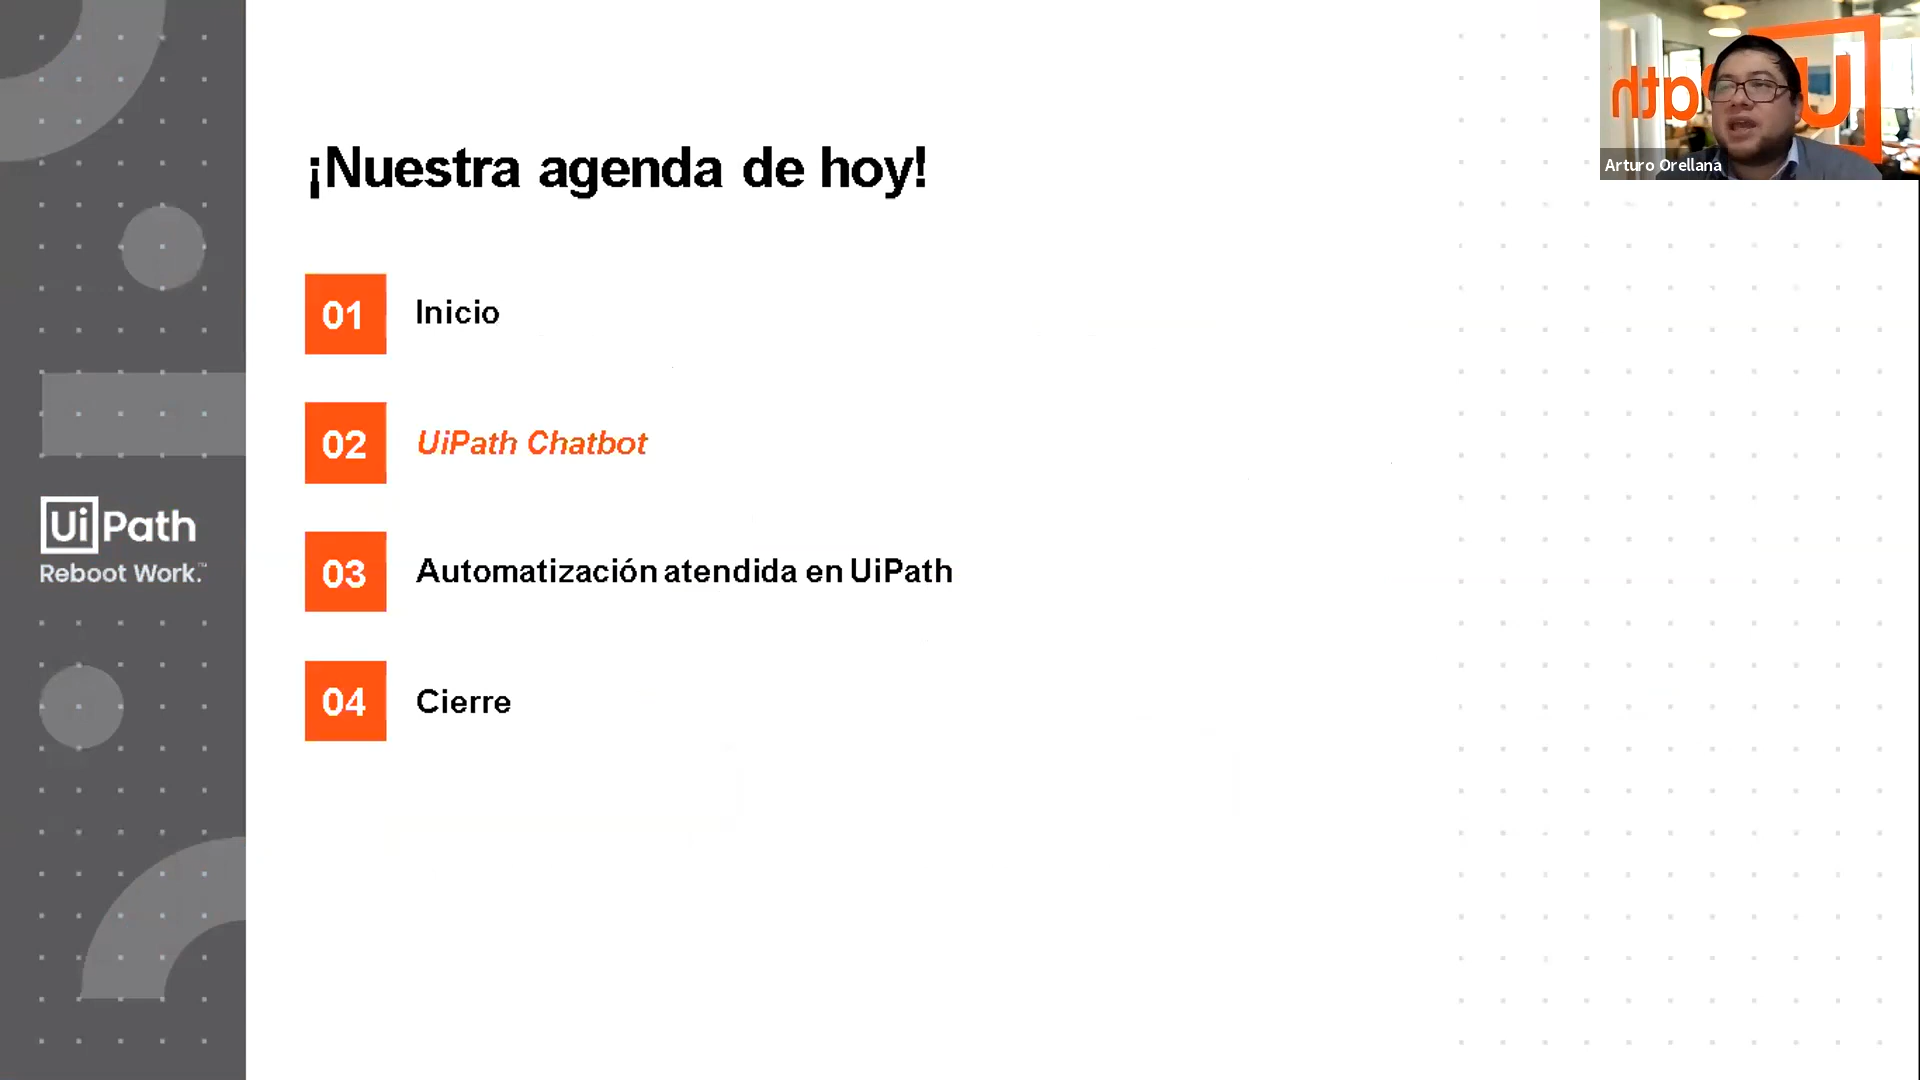 ¡Nuestra agenda de hoy!
01 Inicio
02 UiPath Chatbot
03 Automatización atendida en UiPath
04 Cierre
UiPath
Reboot Work.™
UiPath
Arturo Orellana